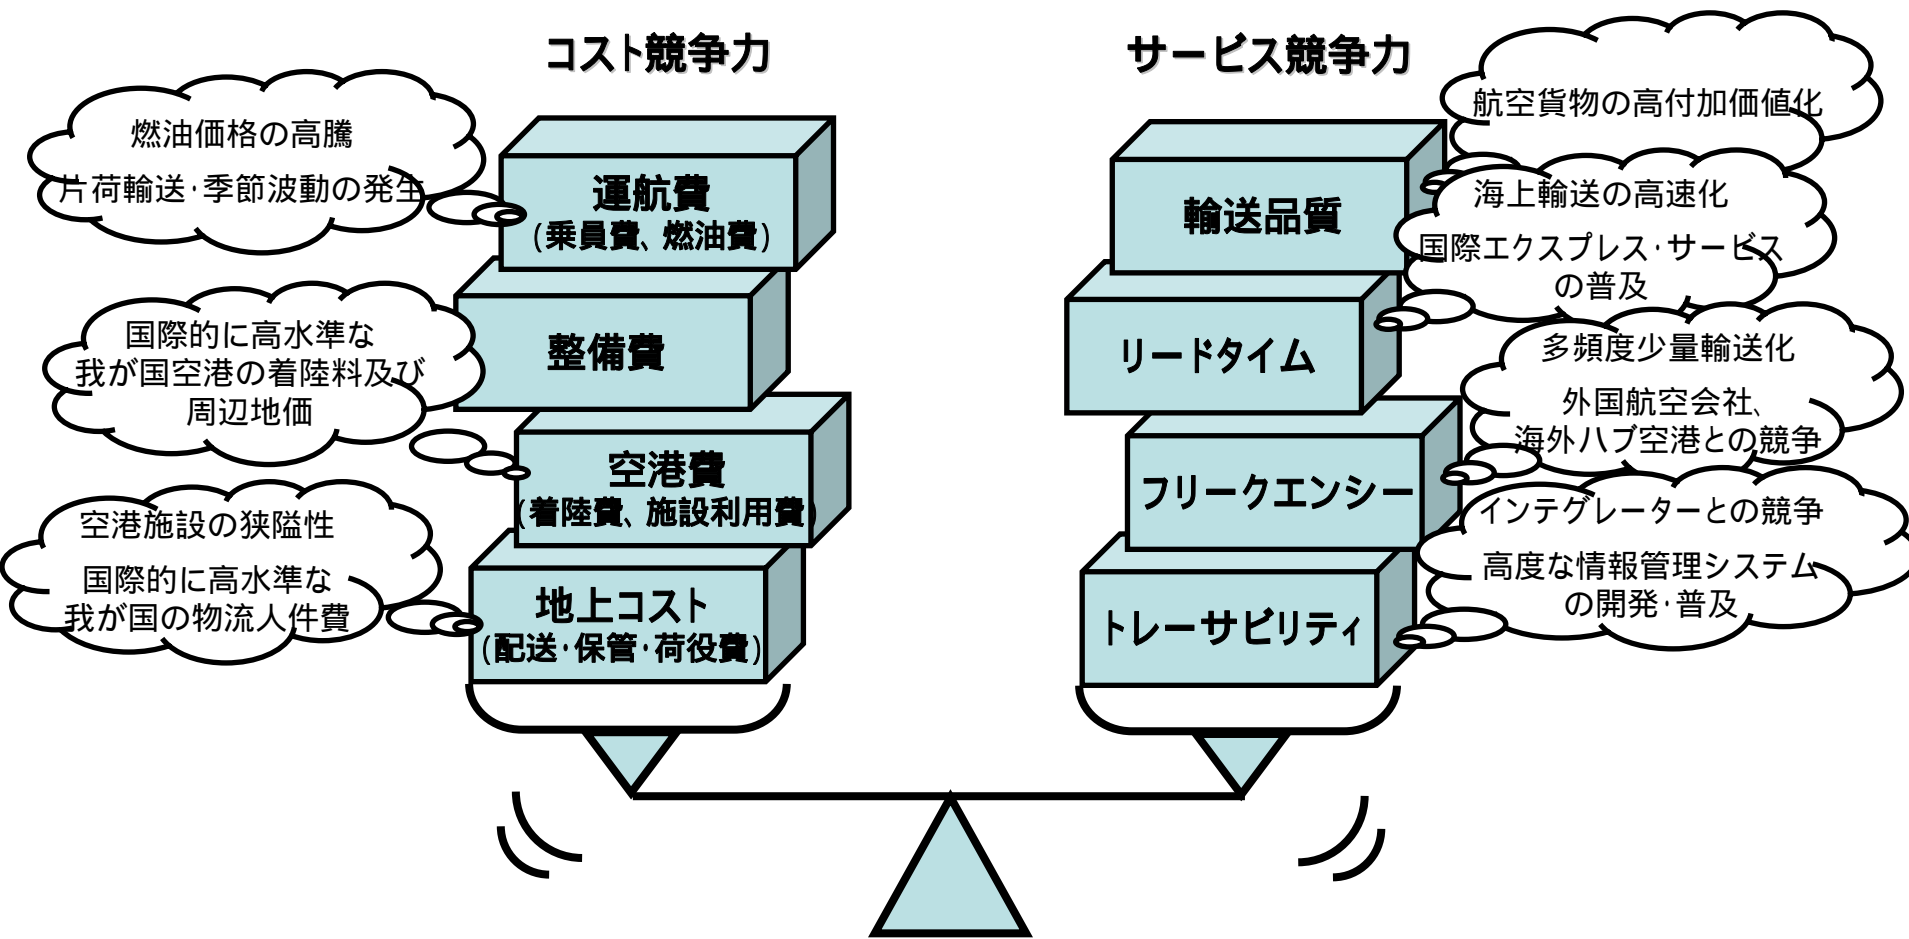 コスト競争力
燃油価格の高騰
片荷輸送・季節波動の発生
運航費
(乗員費、燃油費)
国際的に高水準な
我が国空港の着陸料及び
周辺地価
整備費
空港費
(着陸費、施設利用費)
空港施設の狭隘性
国際的に高水準な
我が国の物流人件費
地上コスト
(配送・保管・荷役費)
サービス競争力
航空貨物の高付加価値化
輸送品質
海上輸送の高速化
国際エクスプレス・サービス
の普及
リードタイム
多頻度少量輸送化
外国航空会社、
海外ハブ空港との競争
フリークエンシー
インテグレーターとの競争
高度な情報管理システム
の開発・普及
トレーサビリティ